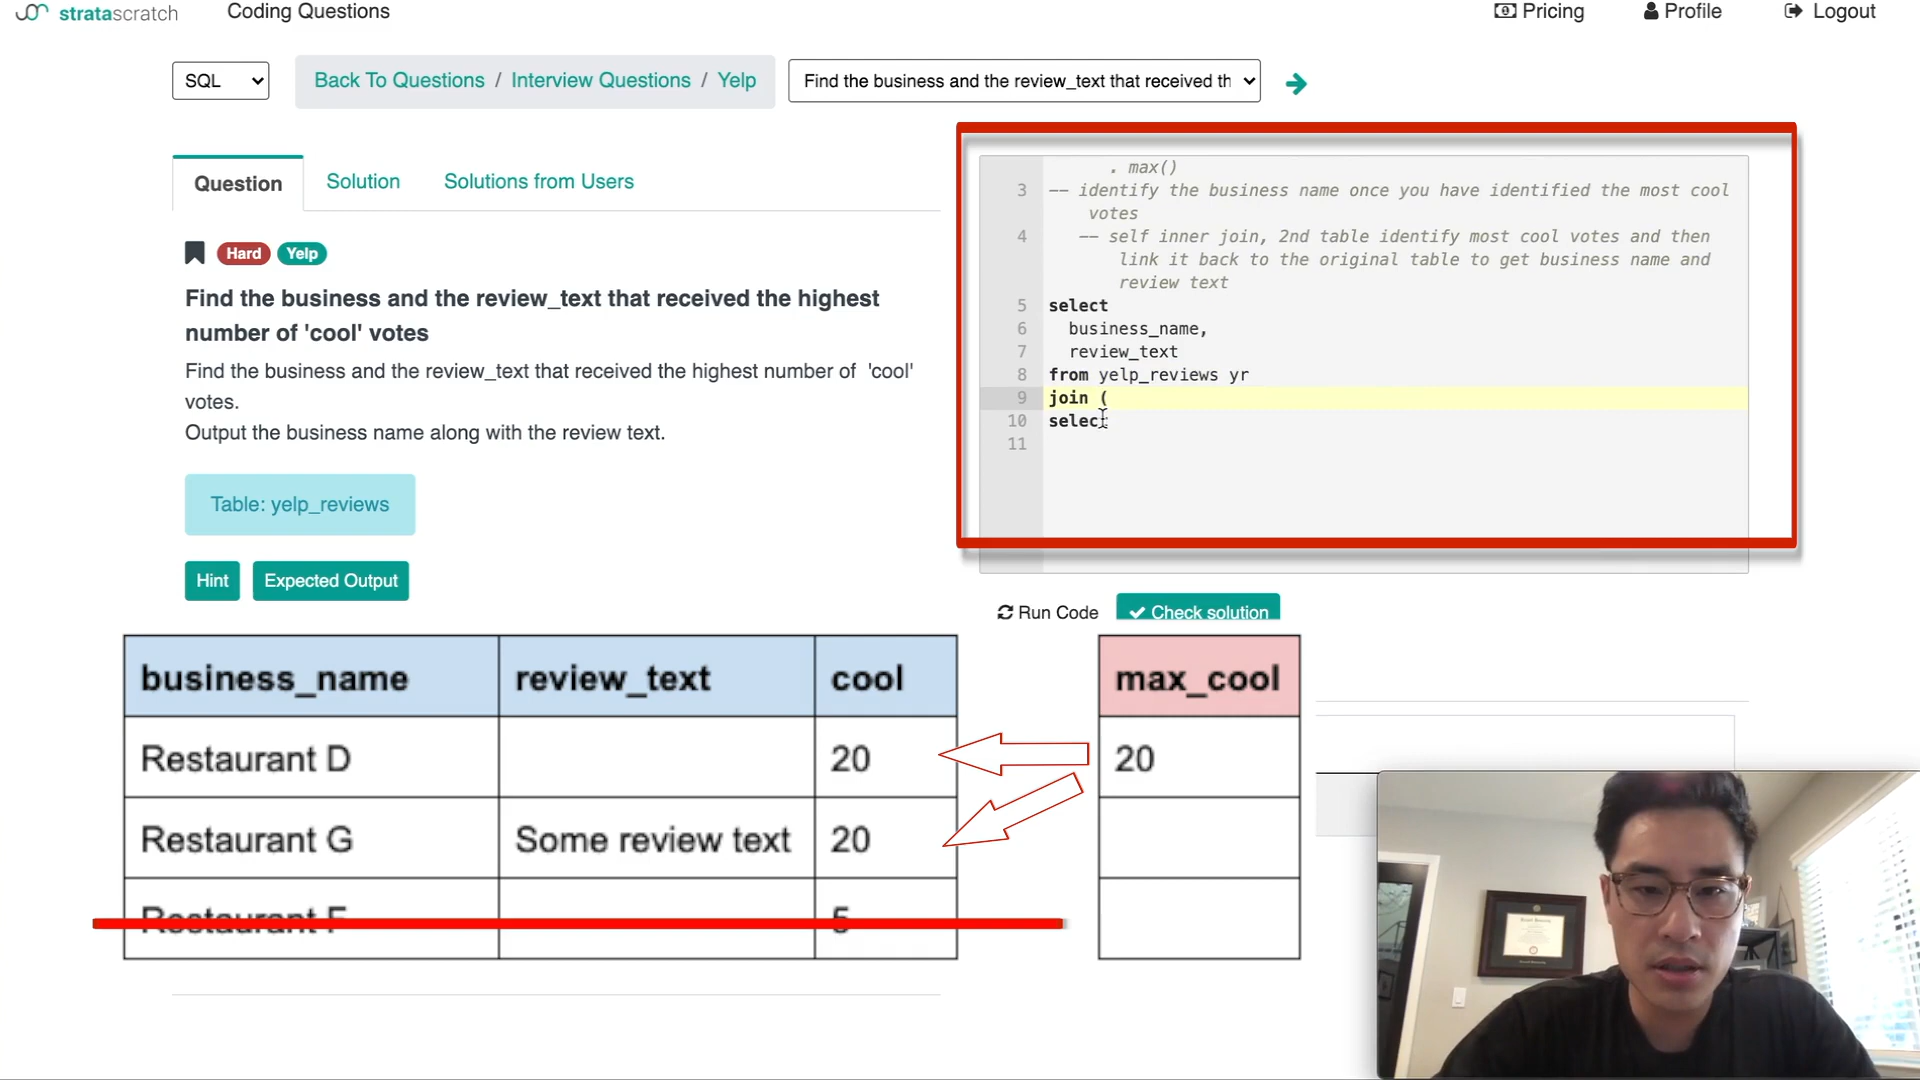 stratascratch
Coding Questions
Pricing
Profile
Logout
SQL
Back To Questions / Interview Questions / Yelp
Find the business and the review_text that received th
Question
Solution
Solutions from Users
Hard
Yelp
Find the business and the review_text that received the highest
number of 'cool' votes
Find the business and the review_text that received the highest number of 'cool'
votes.
Output the business name along with the review text.
Table: yelp_reviews
Hint
Expected Output
. max()
3 -- identify the business name once you have identified the most cool
votes
4 -- self inner join, 2nd table identify most cool votes and then
link it back to the original table to get business name and
review text
5 select
6 business_name,
7 review_text
8 from yelp_reviews yr
9 join (
10 select
11
Run Code
Check solution
business_name review_text cool
Restaurant D 20
Restaurant G Some review text 20
Restaurant F 5
max_cool
20